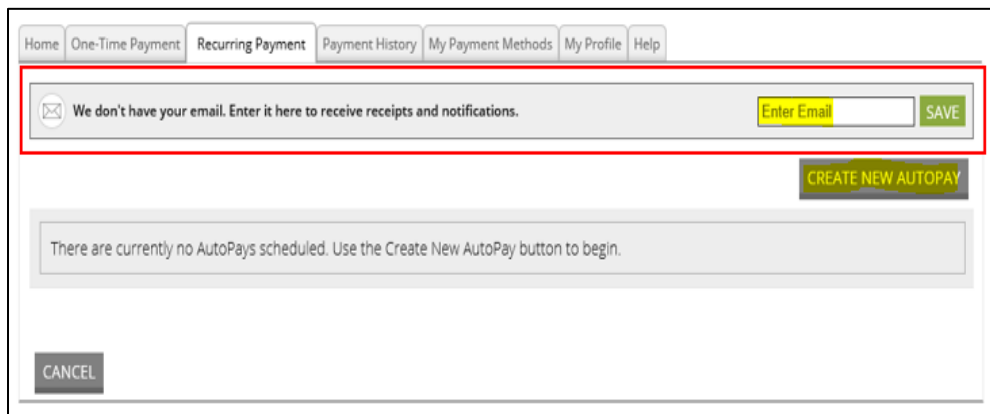 Home One-Time Payment Recurring Payment Payment History My Payment Methods My Profile Help
We don't have your email. Enter it here to receive receipts and notifications. Enter Email SAVE
CREATE NEW AUTOPAY
There are currently no AutoPays scheduled. Use the Create New AutoPay button to begin.
CANCEL